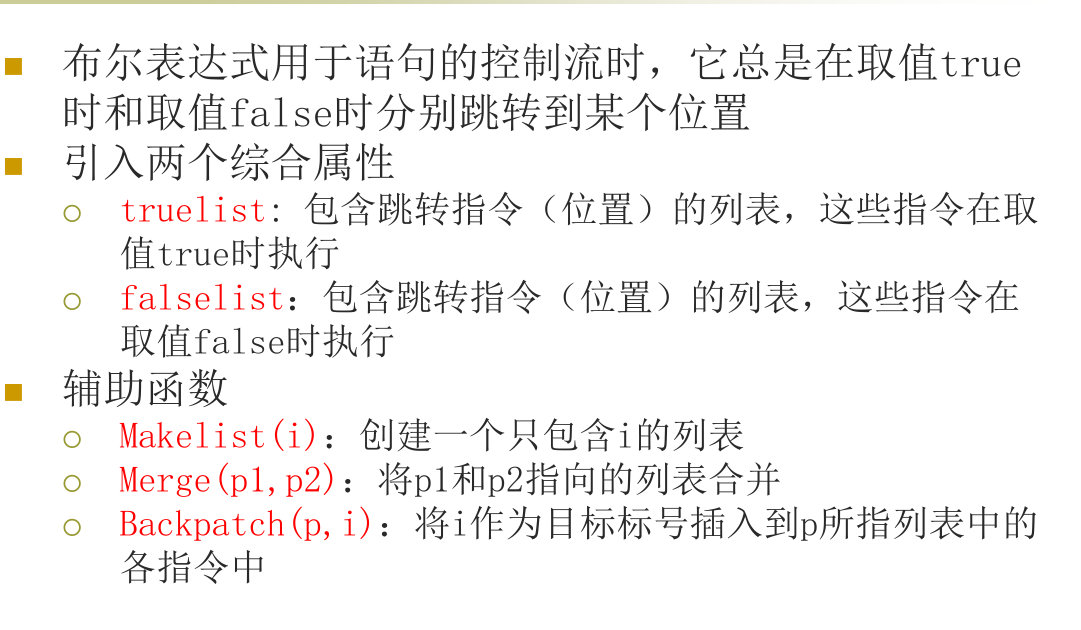 布尔表达式用于语句的控制流时，它总是在取值true
时和取值false时分别跳转到某个位置
引入两个综合属性
truelist: 包含跳转指令（位置）的列表，这些指令在取
值true时执行
falselist：包含跳转指令（位置）的列表，这些指令在
取值false时执行
辅助函数
Makelist(i)：创建一个只包含i的列表
Merge(p1,p2)：将p1和p2指向的列表合并
Backpatch(p,i)：将i作为目标标号插入到p所指列表中的
各指令中